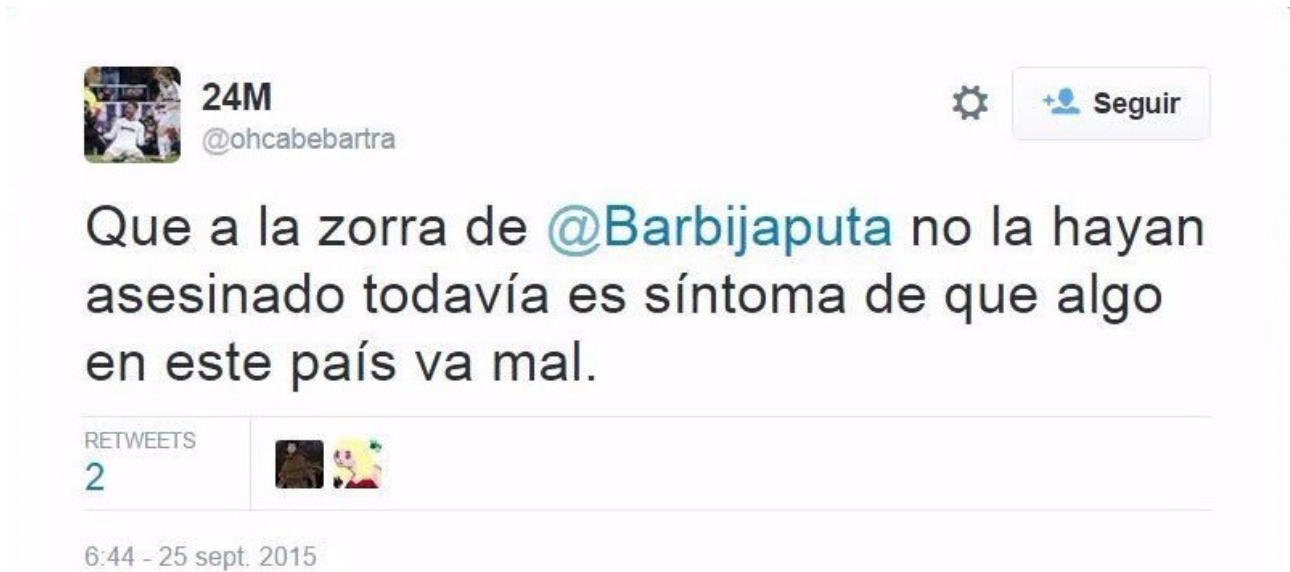 24M
@ohcabebartra
Seguir
Que a la zorra de @Barbijaputa no la hayan
asesinado todavía es síntoma de que algo
en este país va mal.
RETWEETS
2
6:44 - 25 sept. 2015